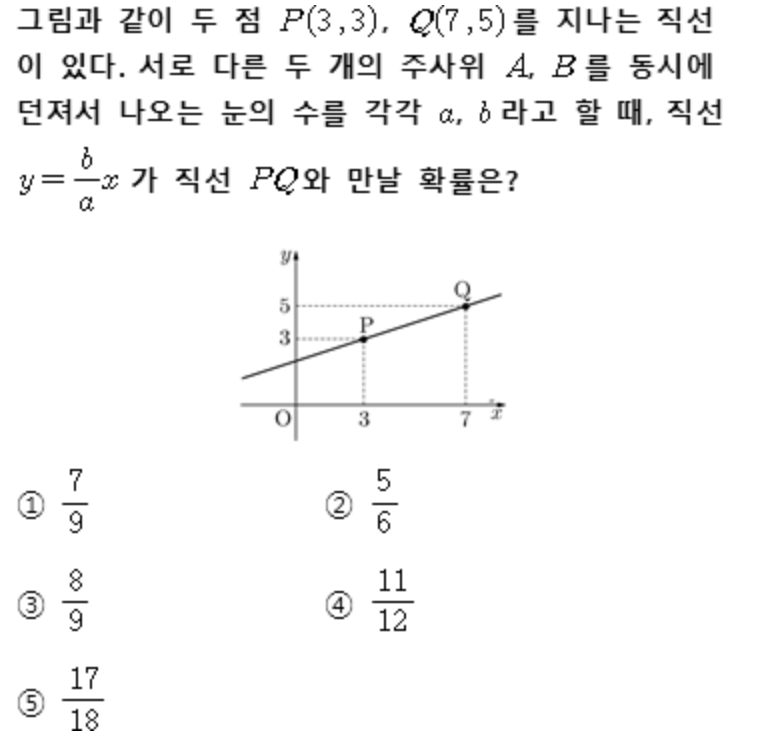 그림과 같이 두 점 P(3,3), Q(7,5)를 지나는 직선
이 있다. 서로 다른 두 개의 주사위 A, B를 동시에
던져서 나오는 눈의 수를 각각 a, b라고 할 때, 직선
y=b/a x 가 직선 PQ와 만날 확률은?
y
Q
5
P
3
O 3 7 x
① 7/9 ② 5/6
③ 8/9 ④ 11/12
⑤ 17/18